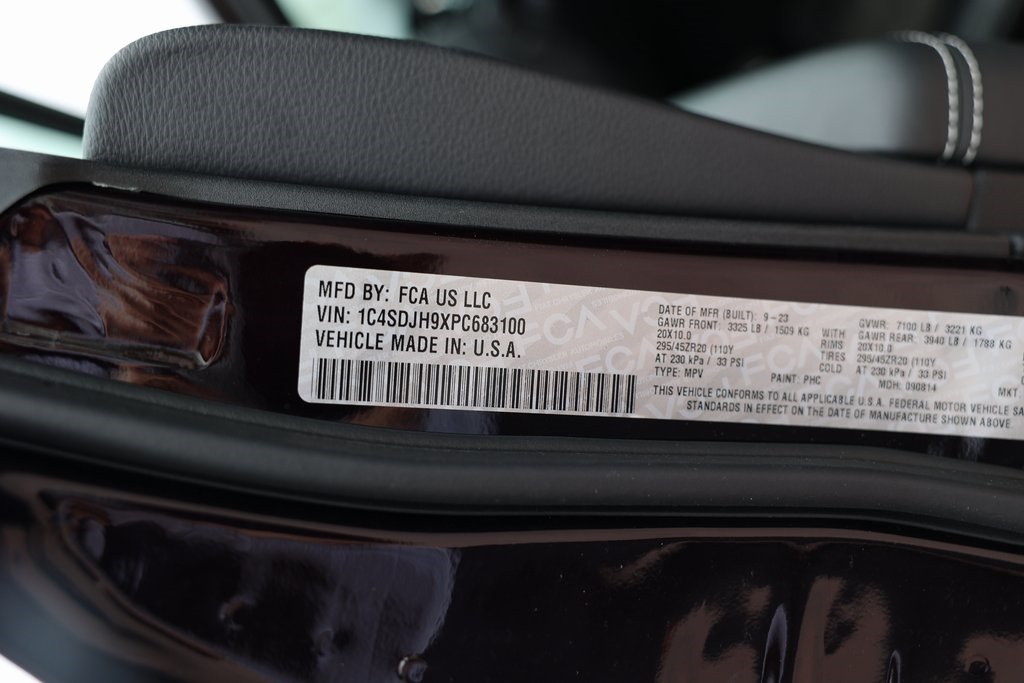 MFD BY: FCA US LLC
VIN: 1C4SDJH9XPC683100
VEHICLE MADE IN: U.S.A.
DATE OF MFR (BUILT): 9-23
GAWR FRONT: 3325 LB / 1509 KG WITH
20X10.0 RIMS
295/45ZR20 (110Y TIRES
AT 230 kPa / 33 PSI COLD
TYPE: MPV PAINT: PHC
GVWR: 7100 LB / 3221 KG
GAWR REAR: 3940 LB / 1788 KG
20X10.0
295/45ZR20 (110Y
AT 230 kPa / 33 PSI
MDH: 090814 MKT
THIS VEHICLE CONFORMS TO ALL APPLICABLE U.S.A. FEDERAL MOTOR VEHICLE SA
STANDARDS IN EFFECT ON THE DATE OF MANUFACTURE SHOWN ABOVE